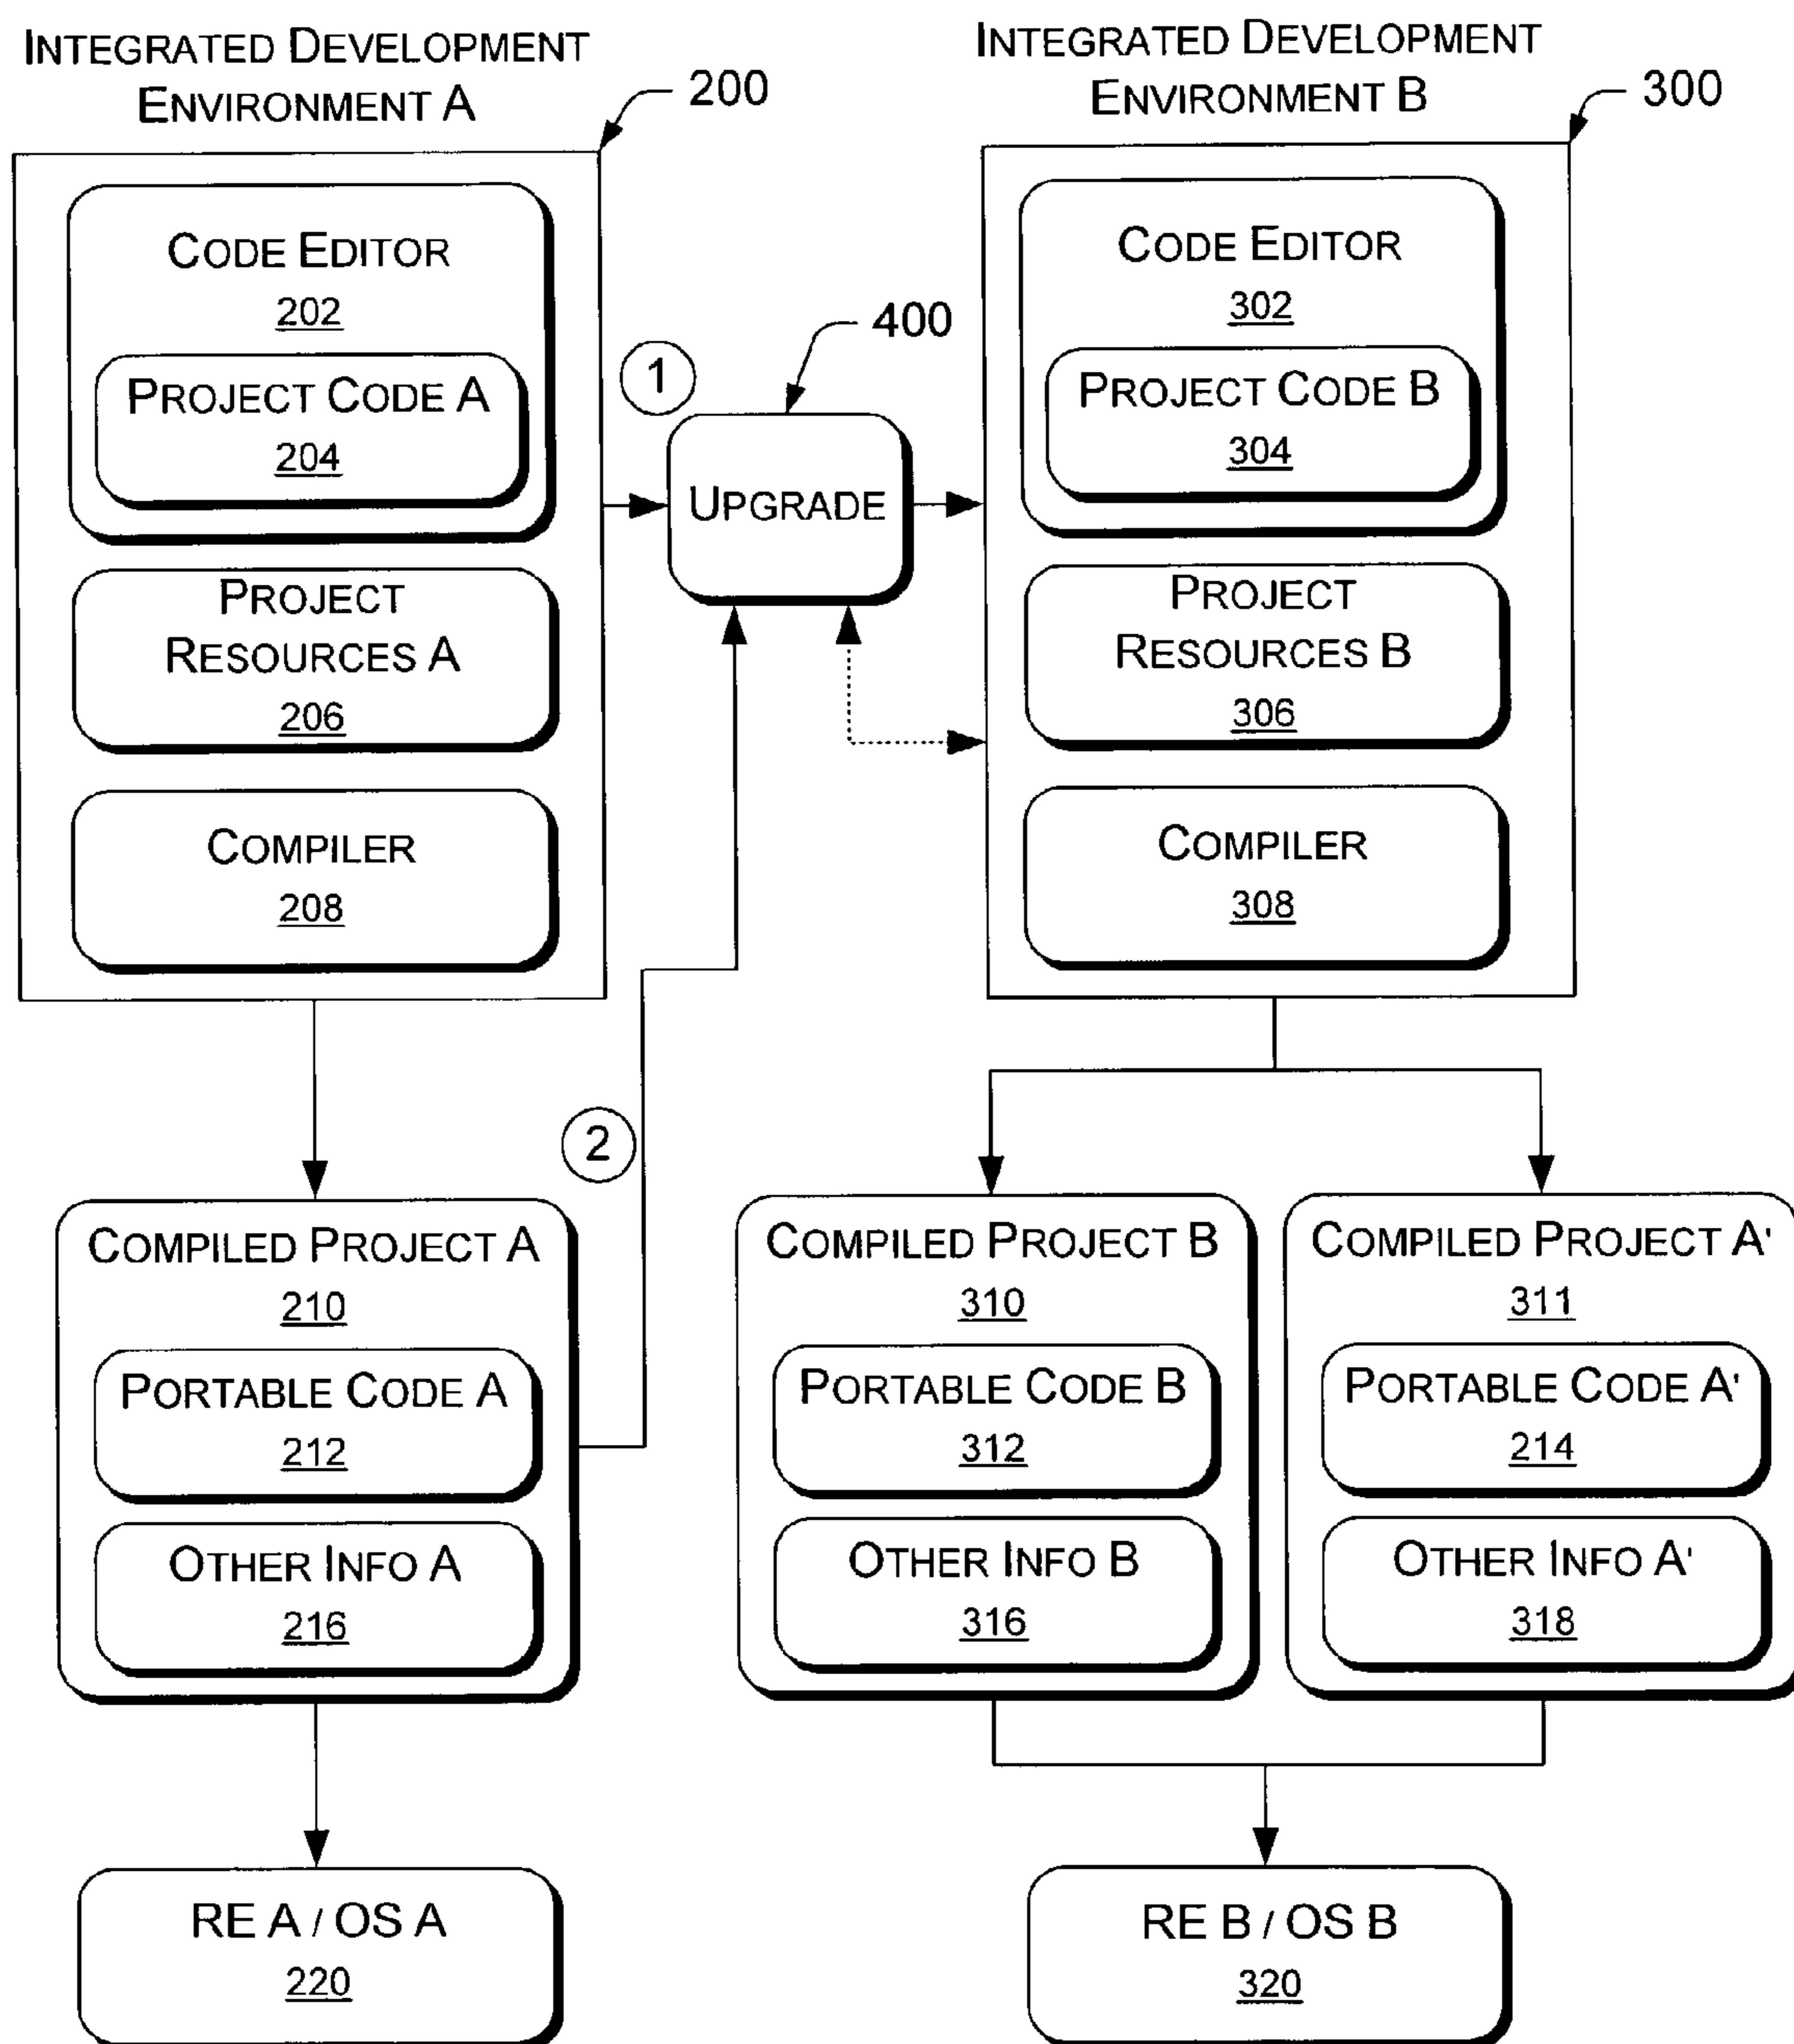 INTEGRATED DEVELOPMENT
ENVIRONMENT A
200
CODE EDITOR
202
PROJECT CODE A
204
PROJECT
RESOURCES A
206
COMPILER
208
1
400
UPGRADE
INTEGRATED DEVELOPMENT
ENVIRONMENT B
300
CODE EDITOR
302
PROJECT CODE B
304
PROJECT
RESOURCES B
306
COMPILER
308
2
COMPILED PROJECT A
210
PORTABLE CODE A
212
OTHER INFO A
216
COMPILED PROJECT B
310
PORTABLE CODE B
312
OTHER INFO B
316
COMPILED PROJECT A'
311
PORTABLE CODE A'
214
OTHER INFO A'
318
RE A / OS A
220
RE B / OS B
320